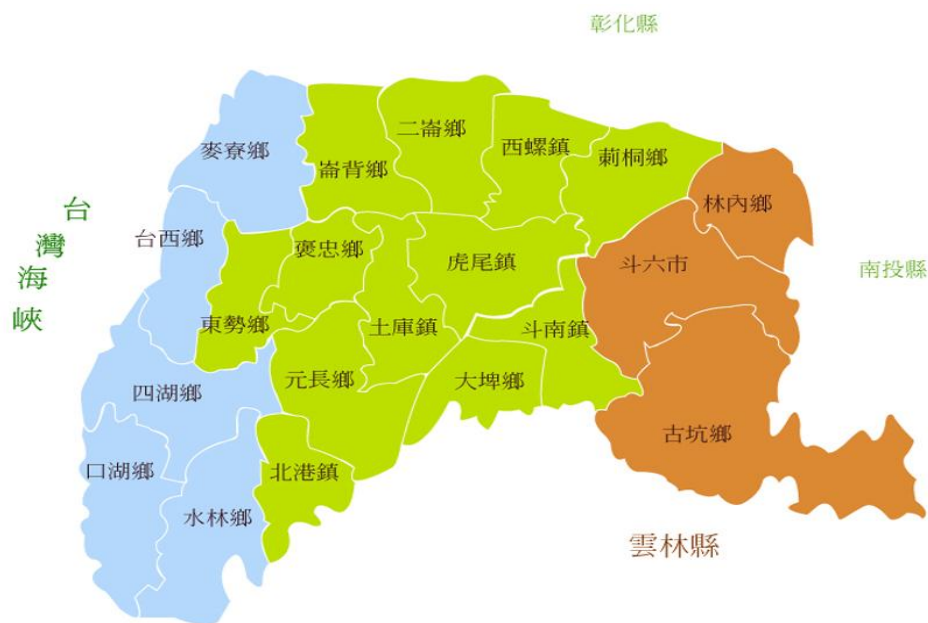 彰化縣
二崙鄉
西螺鎮
麥寮鄉
崙背鄉
莿桐鄉
林內鄉
台灣海峽
台西鄉
褒忠鄉
虎尾鎮
斗六市
南投縣
東勢鄉
土庫鎮
斗南鎮
四湖鄉
元長鄉
大埤鄉
古坑鄉
口湖鄉
北港鎮
水林鄉
雲林縣